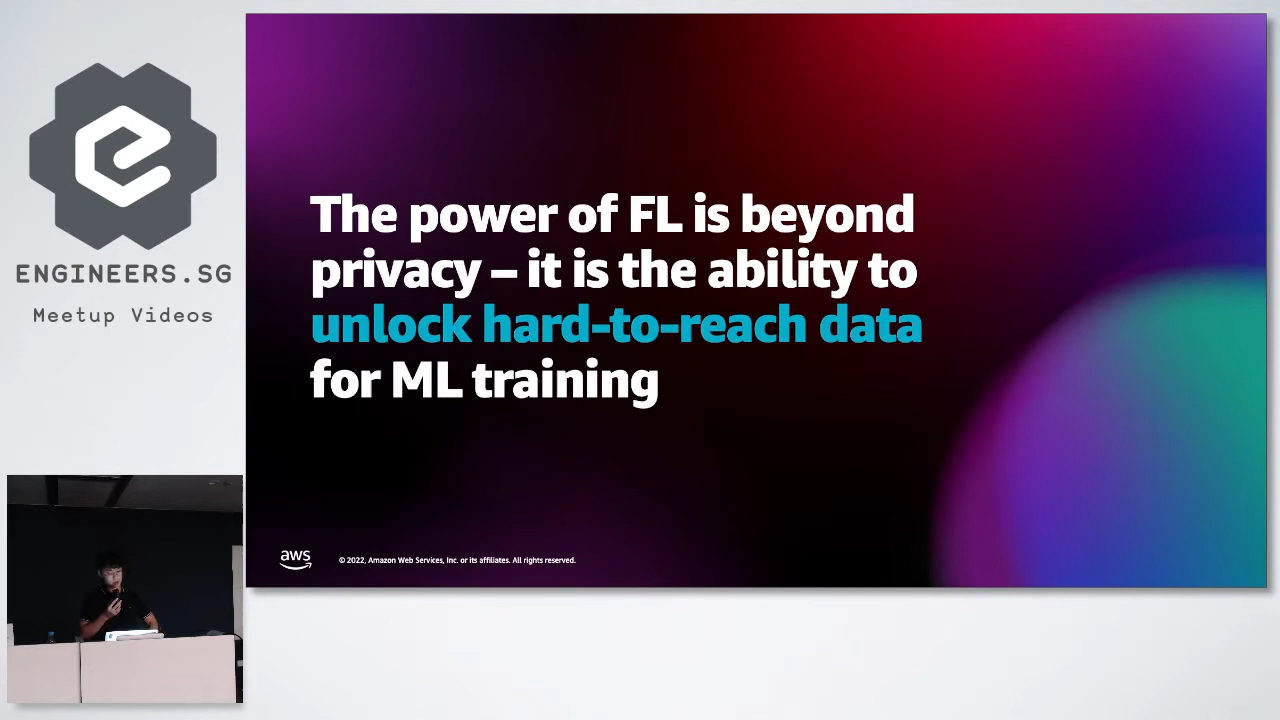 ENGINEERS.SG
Meetup Videos
The power of FL is beyond
privacy – it is the ability to
unlock hard-to-reach data
for ML training
aws
© 2022, Amazon Web Services, Inc. or its affiliates. All rights reserved.